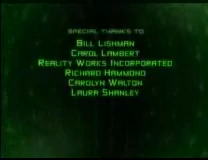 Special Thanks to
Bill Lishman
Carol Lambert
Reality Works Incorporated
Richard Hammond
Carolyn Walton
Laura Shanley